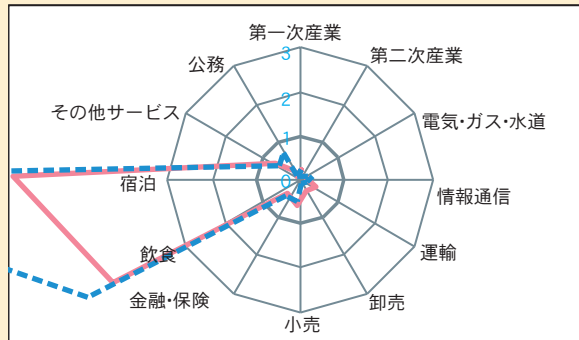 第一次産業
3
公務
第二次産業
2
その他サービス
電気・ガス・水道
1
0
宿泊
情報通信
飲食
運輸
金融・保険
卸売
小売